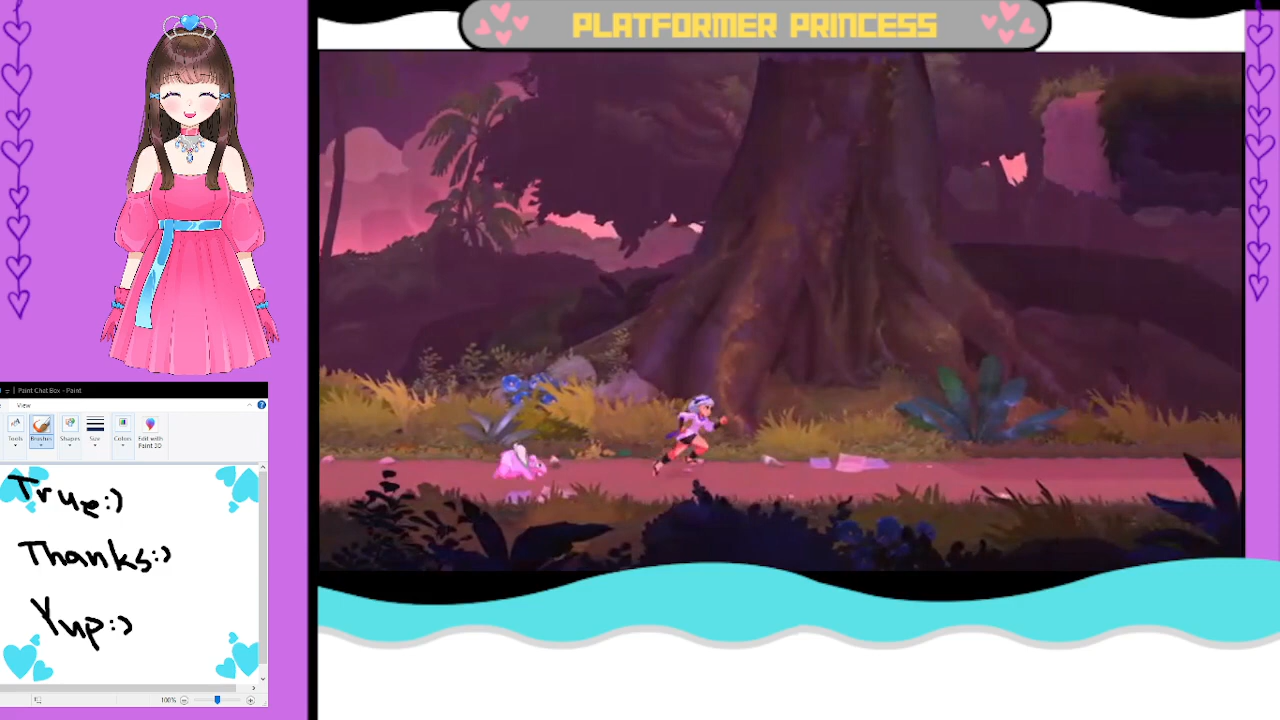 PLATFORMER PRINCESS
Paint Chat Box - Paint
View
Tools
Brushes
Shapes
Size
Colors
Edit with
Paint 3D
True:)
Thanks:)
Yup:)
100%